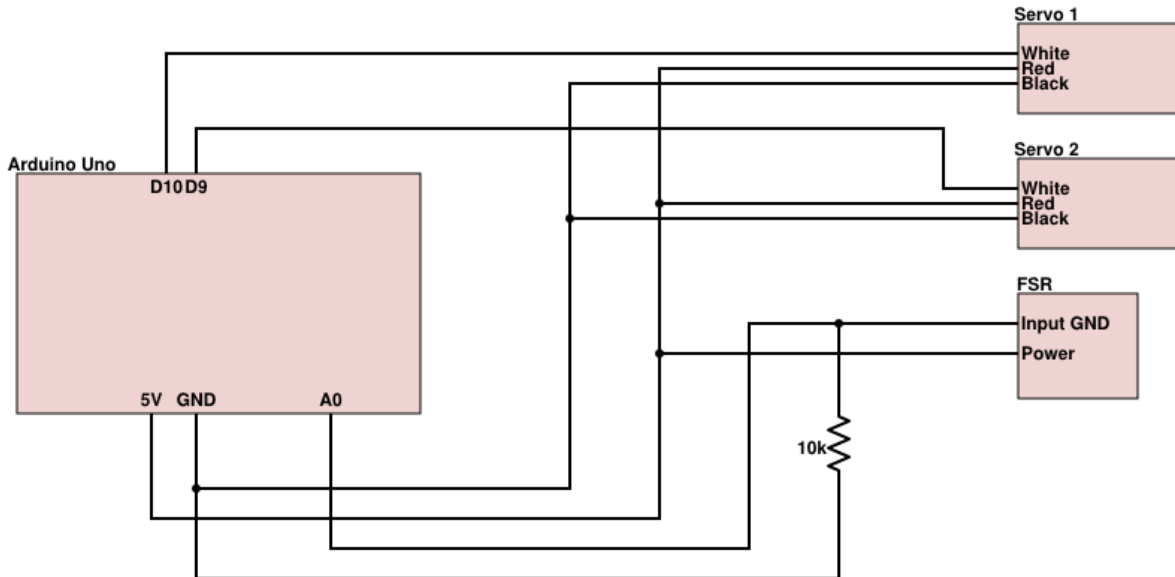 Servo 1
White
Red
Black
Arduino Uno
D10 D9
Servo 2
White
Red
Black
FSR
Input GND
Power
5V GND A0
10k